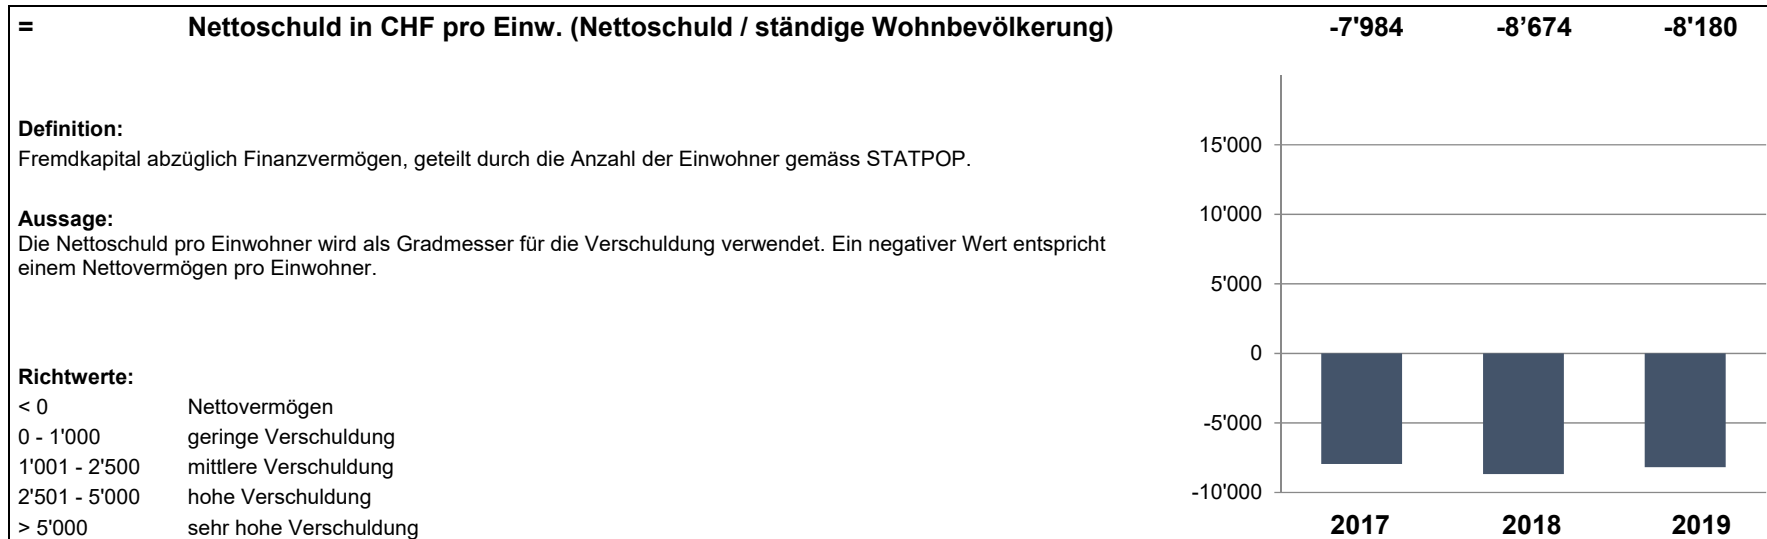 = Nettoschuld in CHF pro Einw. (Nettoschuld / ständige Wohnbevölkerung) -7'984 -8’674 -8'180
Definition:
Fremdkapital abzüglich Finanzvermögen, geteilt durch die Anzahl der Einwohner gemäss STATPOP.
Aussage:
Die Nettoschuld pro Einwohner wird als Gradmesser für die Verschuldung verwendet. Ein negativer Wert entspricht
einem Nettovermögen pro Einwohner.
Richtwerte:
< 0 Nettovermögen
0 - 1'000 geringe Verschuldung
1'001 - 2'500 mittlere Verschuldung
2'501 - 5'000 hohe Verschuldung
> 5'000 sehr hohe Verschuldung
15'000
10'000
5'000
0
-5'000
-10'000
2017 2018 2019